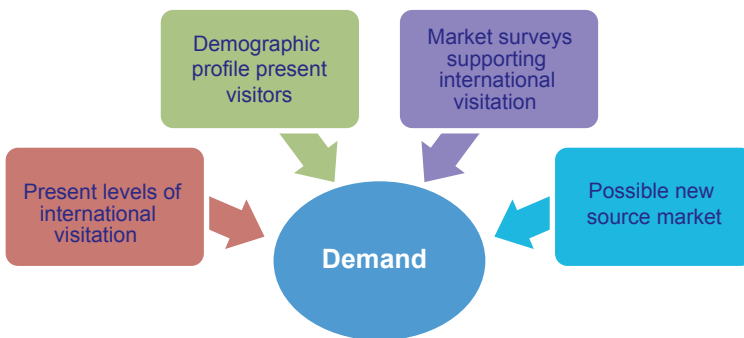 Demographic
profile present
visitors
Market surveys
supporting
international
visitation
Present levels of
international
visitation
Possible new
source market
Demand